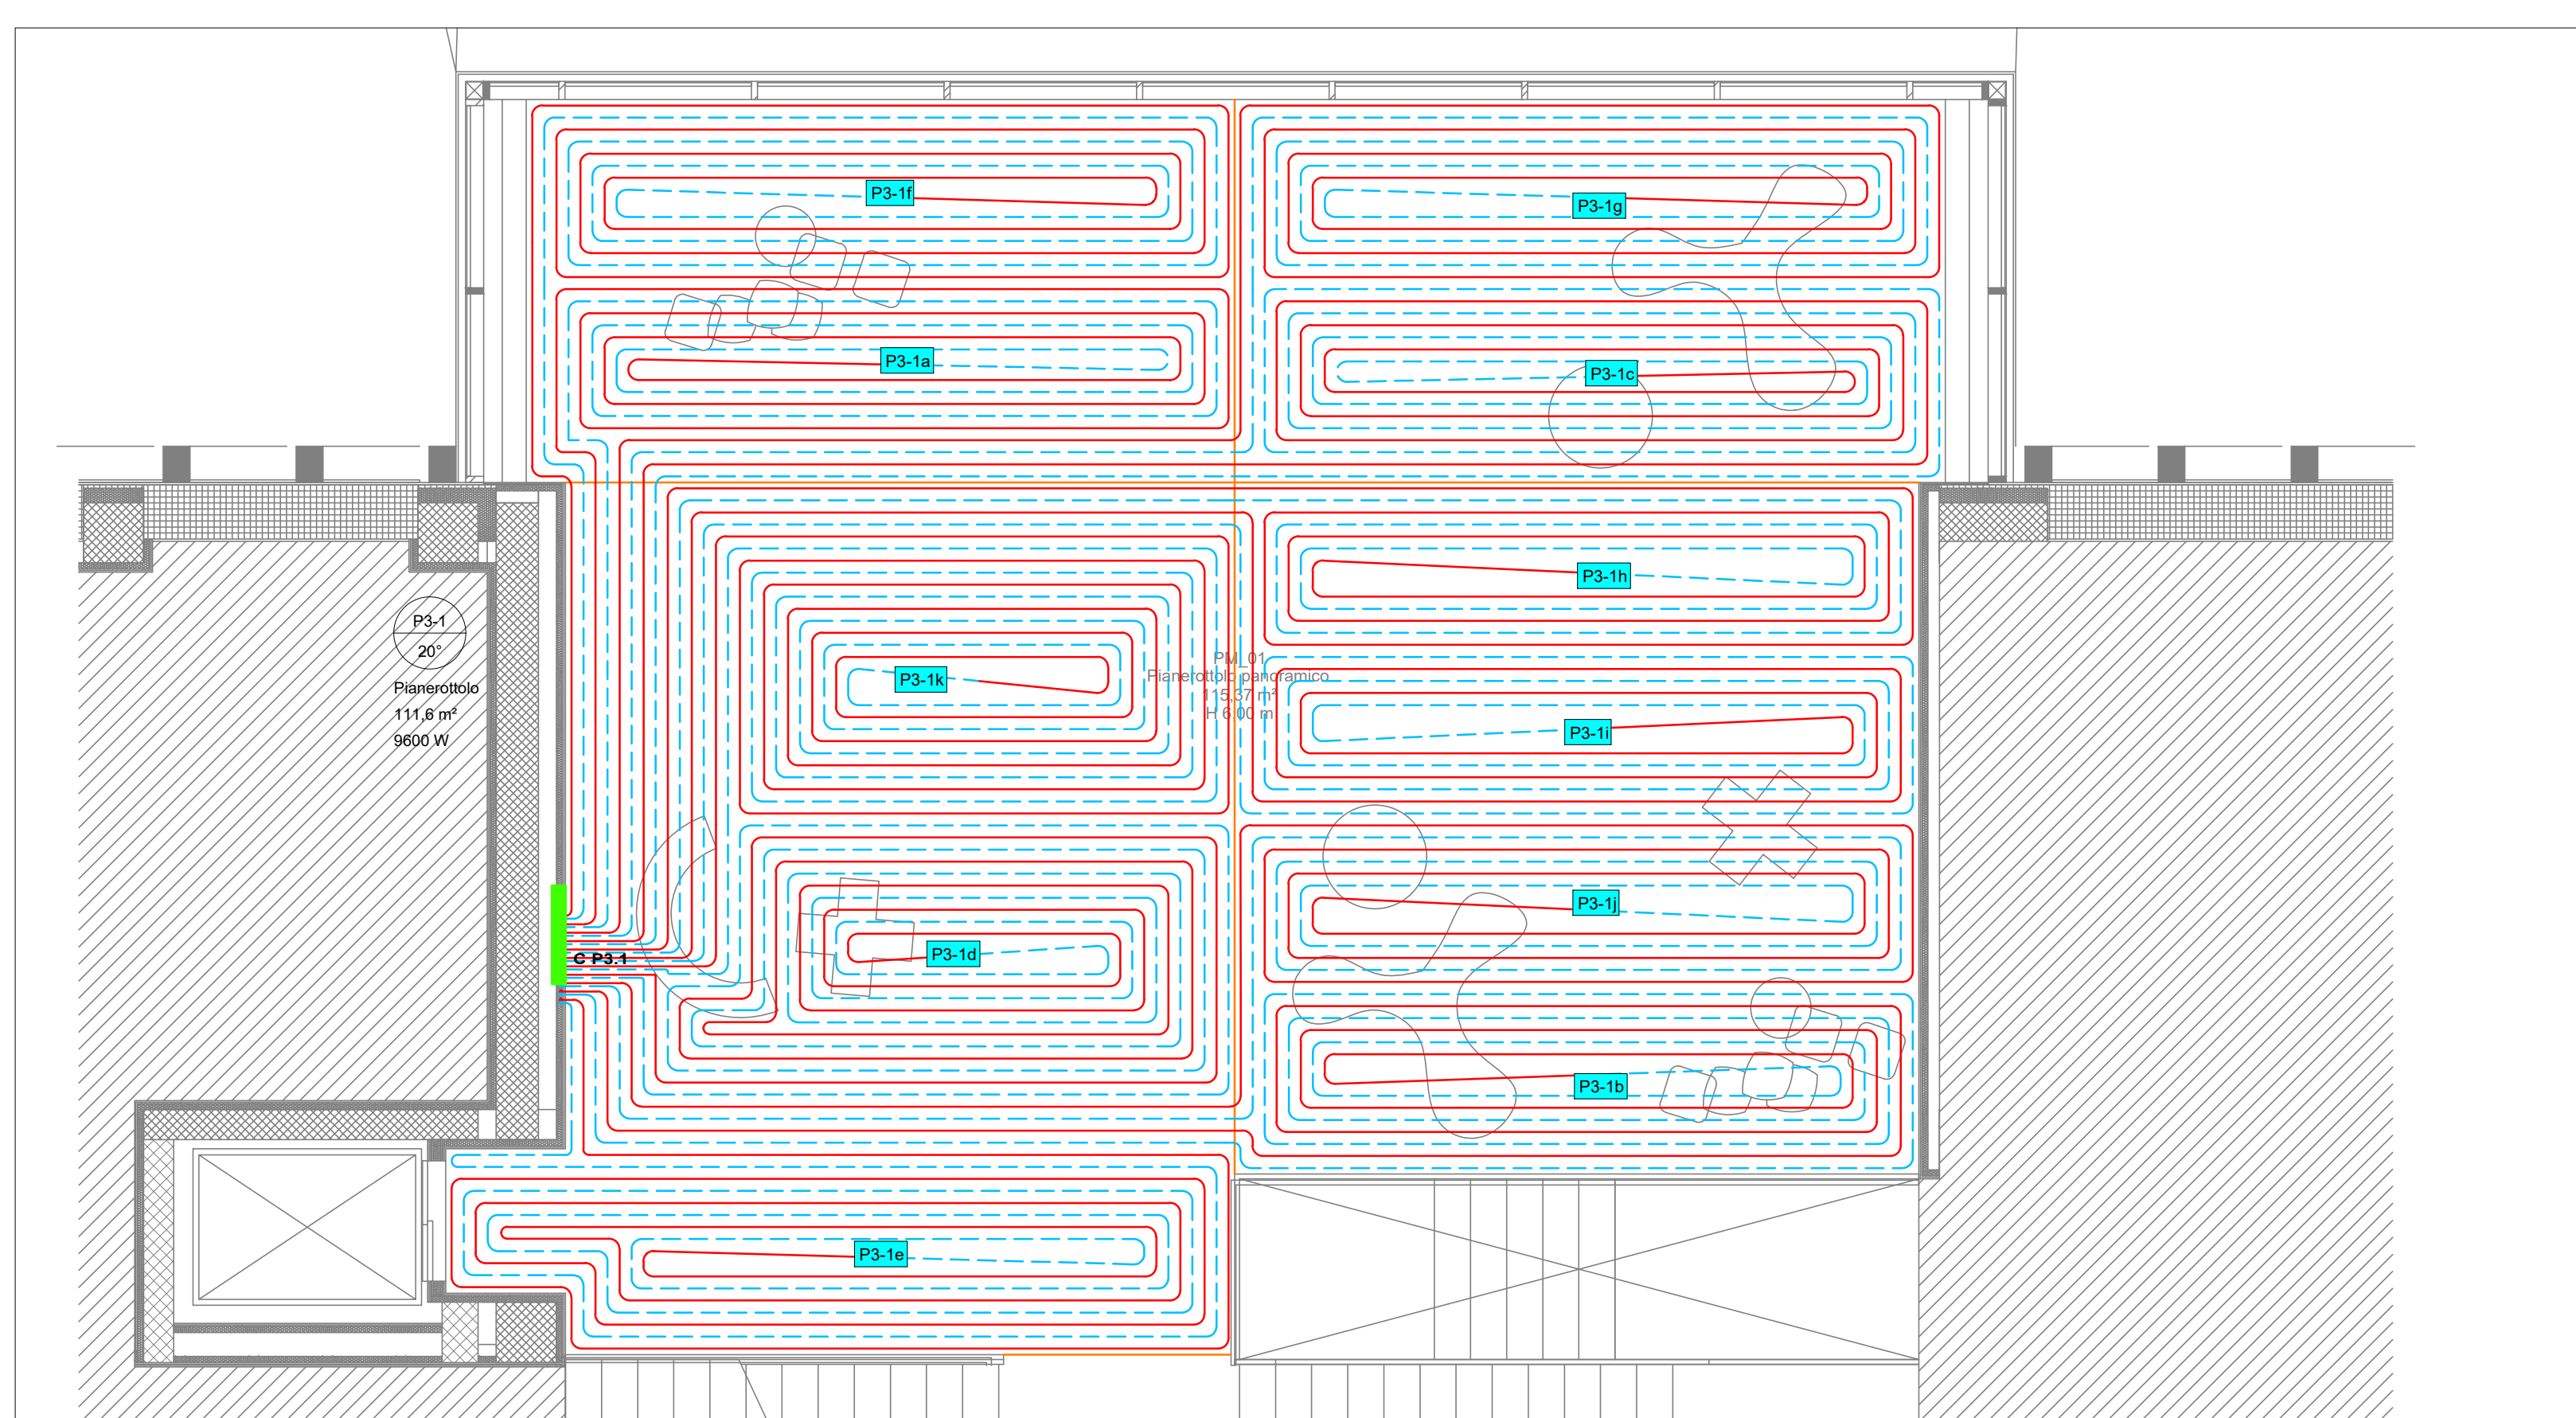 P3-1f
P3-1g
P3-1a
P3-1c
P3-1h
P3-1
20°
Pianerottolo
111,6 m²
9600 W
P3-1k
PM_01
Pianerottolo panoramico
115,37 m²
H 6,00 m
P3-1i
P3-1j
C P3.1
P3-1d
P3-1b
P3-1e